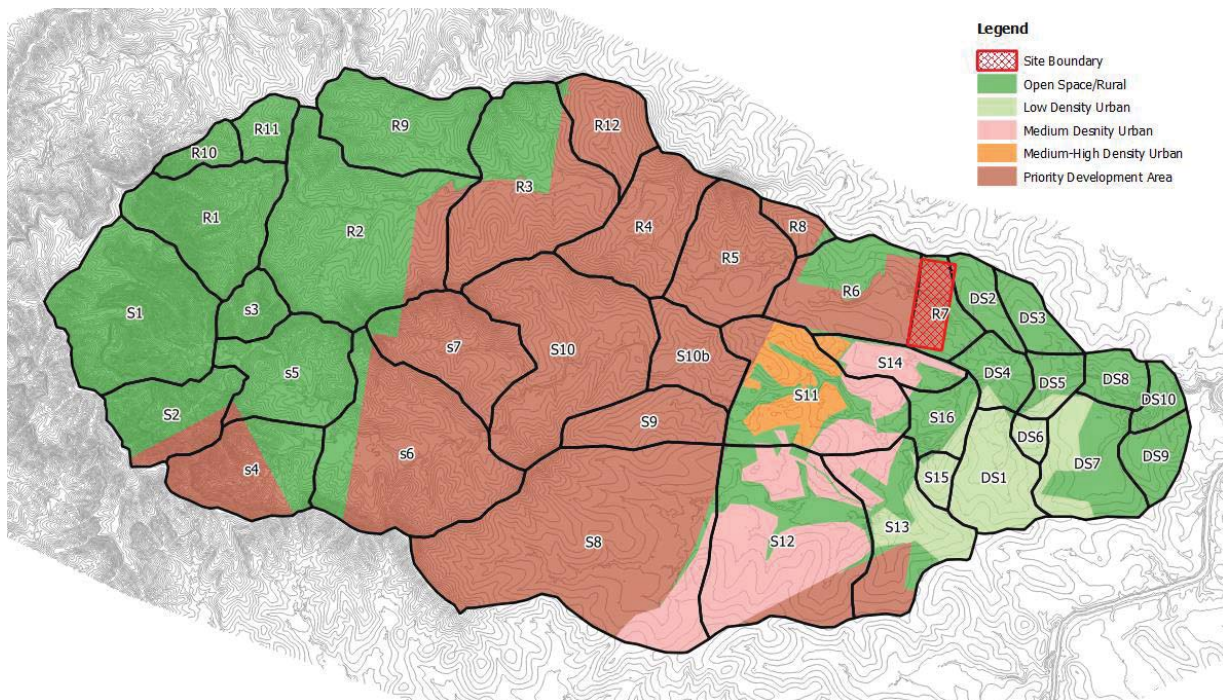 Legend
Site Boundary
Open Space/Rural
Low Density Urban
Medium Desnity Urban
Medium-High Density Urban
Priority Development Area
R9
R12
R11
R10
R3
R1
R2
R4
R8
R5
R6
DS2
s3
S1
R7
DS3
s7
S10
S10b
S14
s5
DS4
DS5
DS8
S11
DS10
S2
S9
S16
DS6
s6
DS9
s4
S15
DS7
DS1
S13
S8
S12